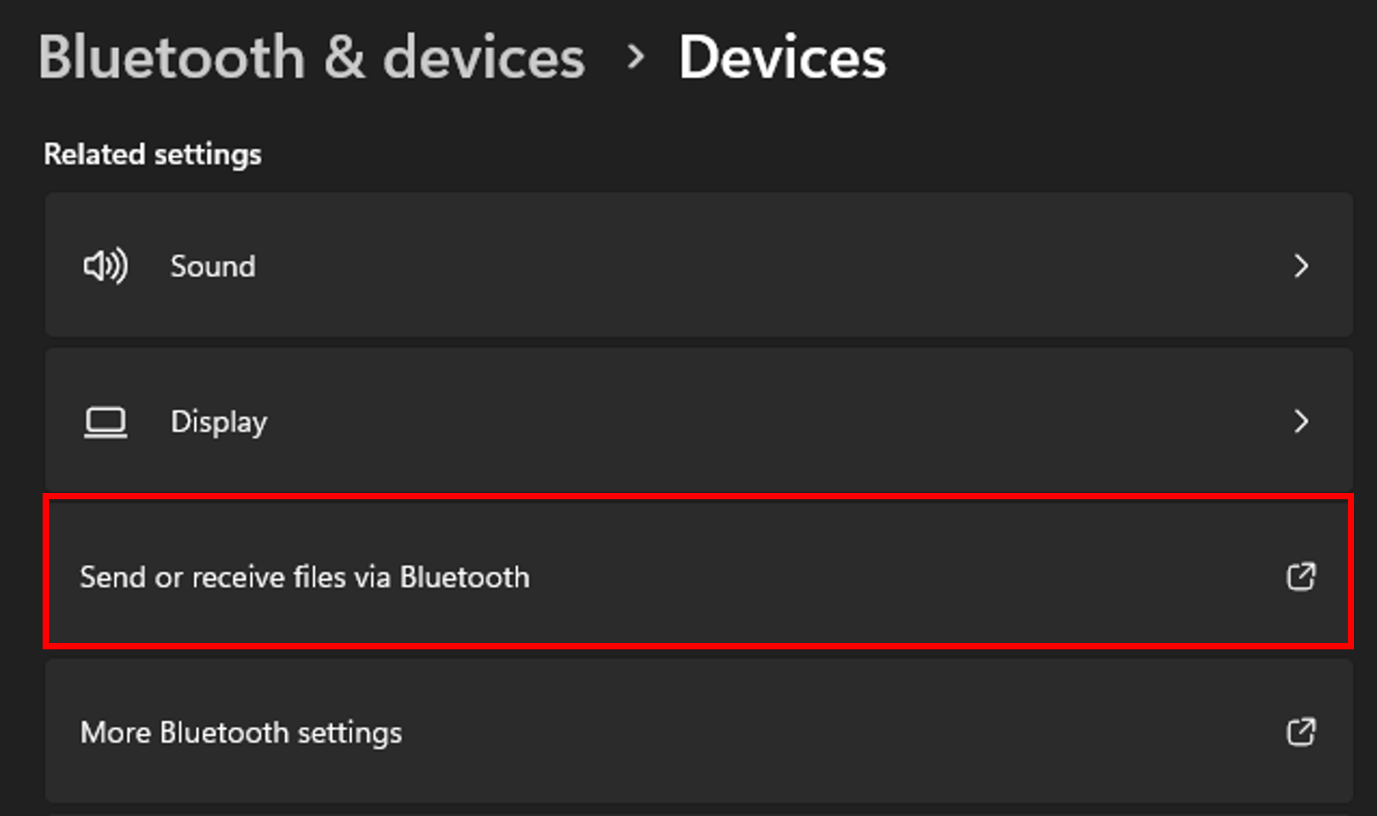 Bluetooth & devices > Devices
Related settings
Sound
Display
Send or receive files via Bluetooth
More Bluetooth settings